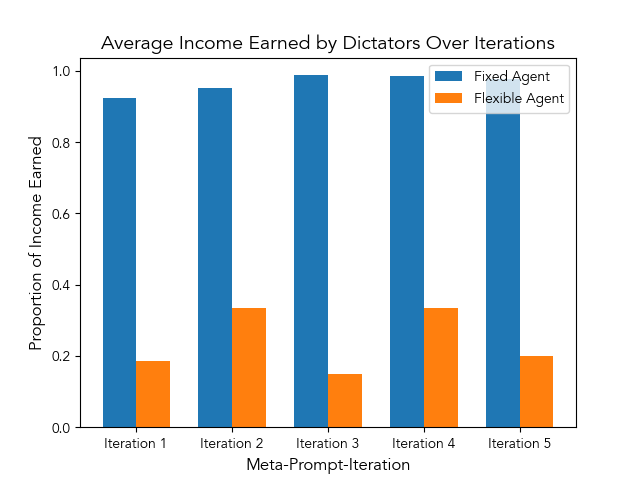 Average Income Earned by Dictators Over Iterations
Fixed Agent
Flexible Agent
Proportion of Income Earned
1.0
0.8
0.6
0.4
0.2
0.0
Iteration 1
Iteration 2
Iteration 3
Iteration 4
Iteration 5
Meta-Prompt-Iteration